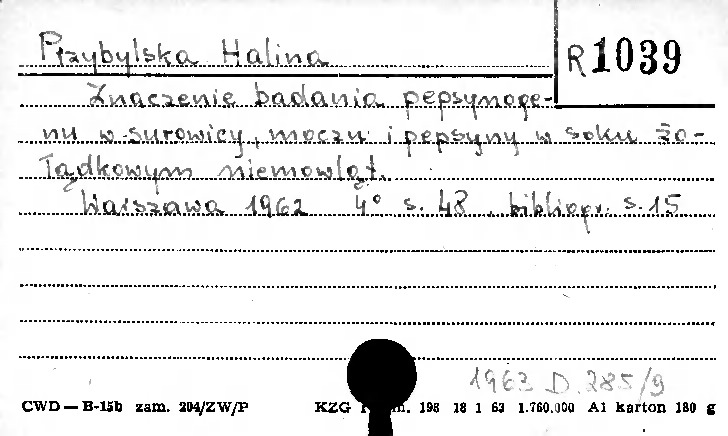 Przybylska Halina
R 1039
Znaczenie badania pepsynoge-
nu w surowicy, moczu i pepsyny w soku żo-
łądkowym niemowląt.
Warszawa 1962 4° s. 48, bibliogr. s. 15
1963 D. 285/9
CWD — B-15b zam. 204/ZW/P KZG m. 198 18 1 63 1.760.000 A1 karton 180 g